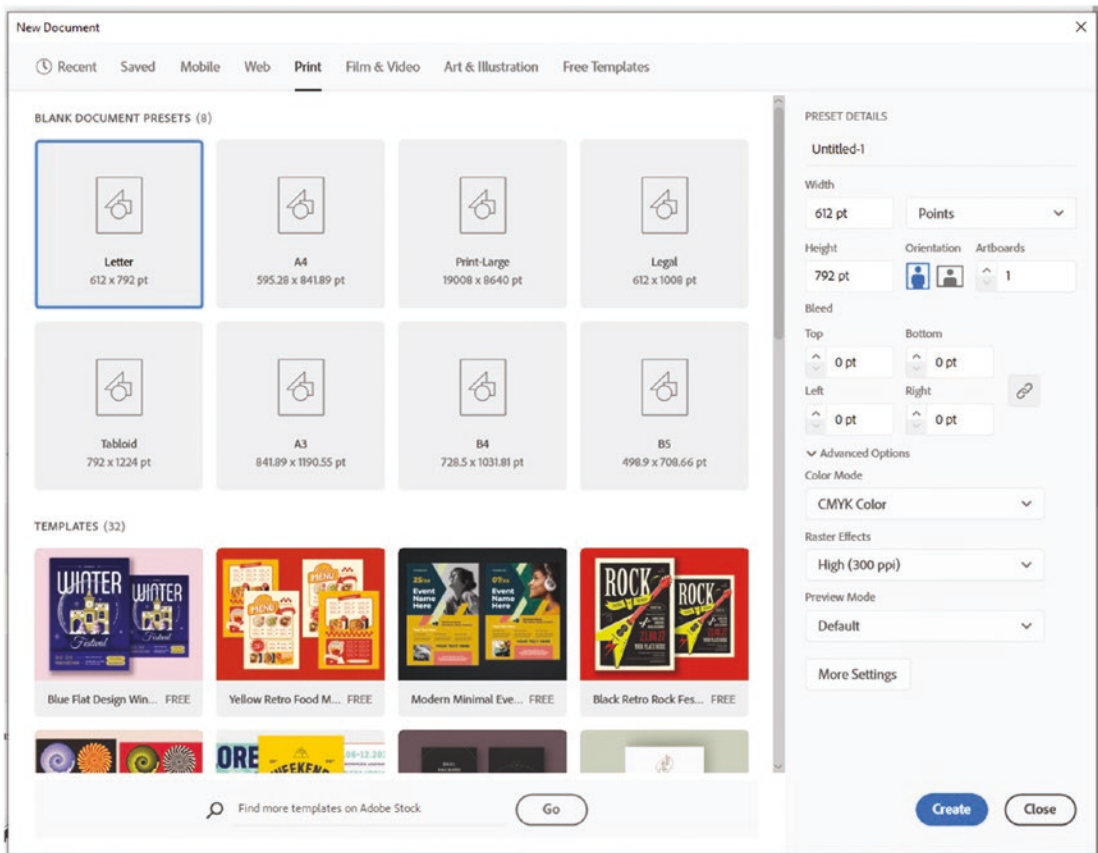 New Document
Recent Saved Mobile Web Print Film & Video Art & Illustration Free Templates
BLANK DOCUMENT PRESETS (8)
Letter
612 x 792 pt
A4
595.28 x 841.89 pt
Print-Large
19008 x 8640 pt
Legal
612 x 1008 pt
Tabloid
792 x 1224 pt
A3
841.89 x 1190.55 pt
B4
728.5 x 1031.81 pt
B5
498.9 x 708.66 pt
TEMPLATES (32)
WINTER
Festival
WINTER
Festival
Blue Flat Design Win... FREE
MENU
MENU
Yellow Retro Food M... FREE
Event
Name
Here
Event
Name
Here
Modern Minimal Eve... FREE
ROCK
ROCK
Black Retro Rock Fes... FREE
WEEKEND
Find more templates on Adobe Stock
Go
PRESET DETAILS
Untitled-1
Width
612 pt Points
Height Orientation Artboards
792 pt 1
Bleed
Top Bottom
0 pt 0 pt
Left Right
0 pt 0 pt
Advanced Options
Color Mode
CMYK Color
Raster Effects
High (300 ppi)
Preview Mode
Default
More Settings
Create Close